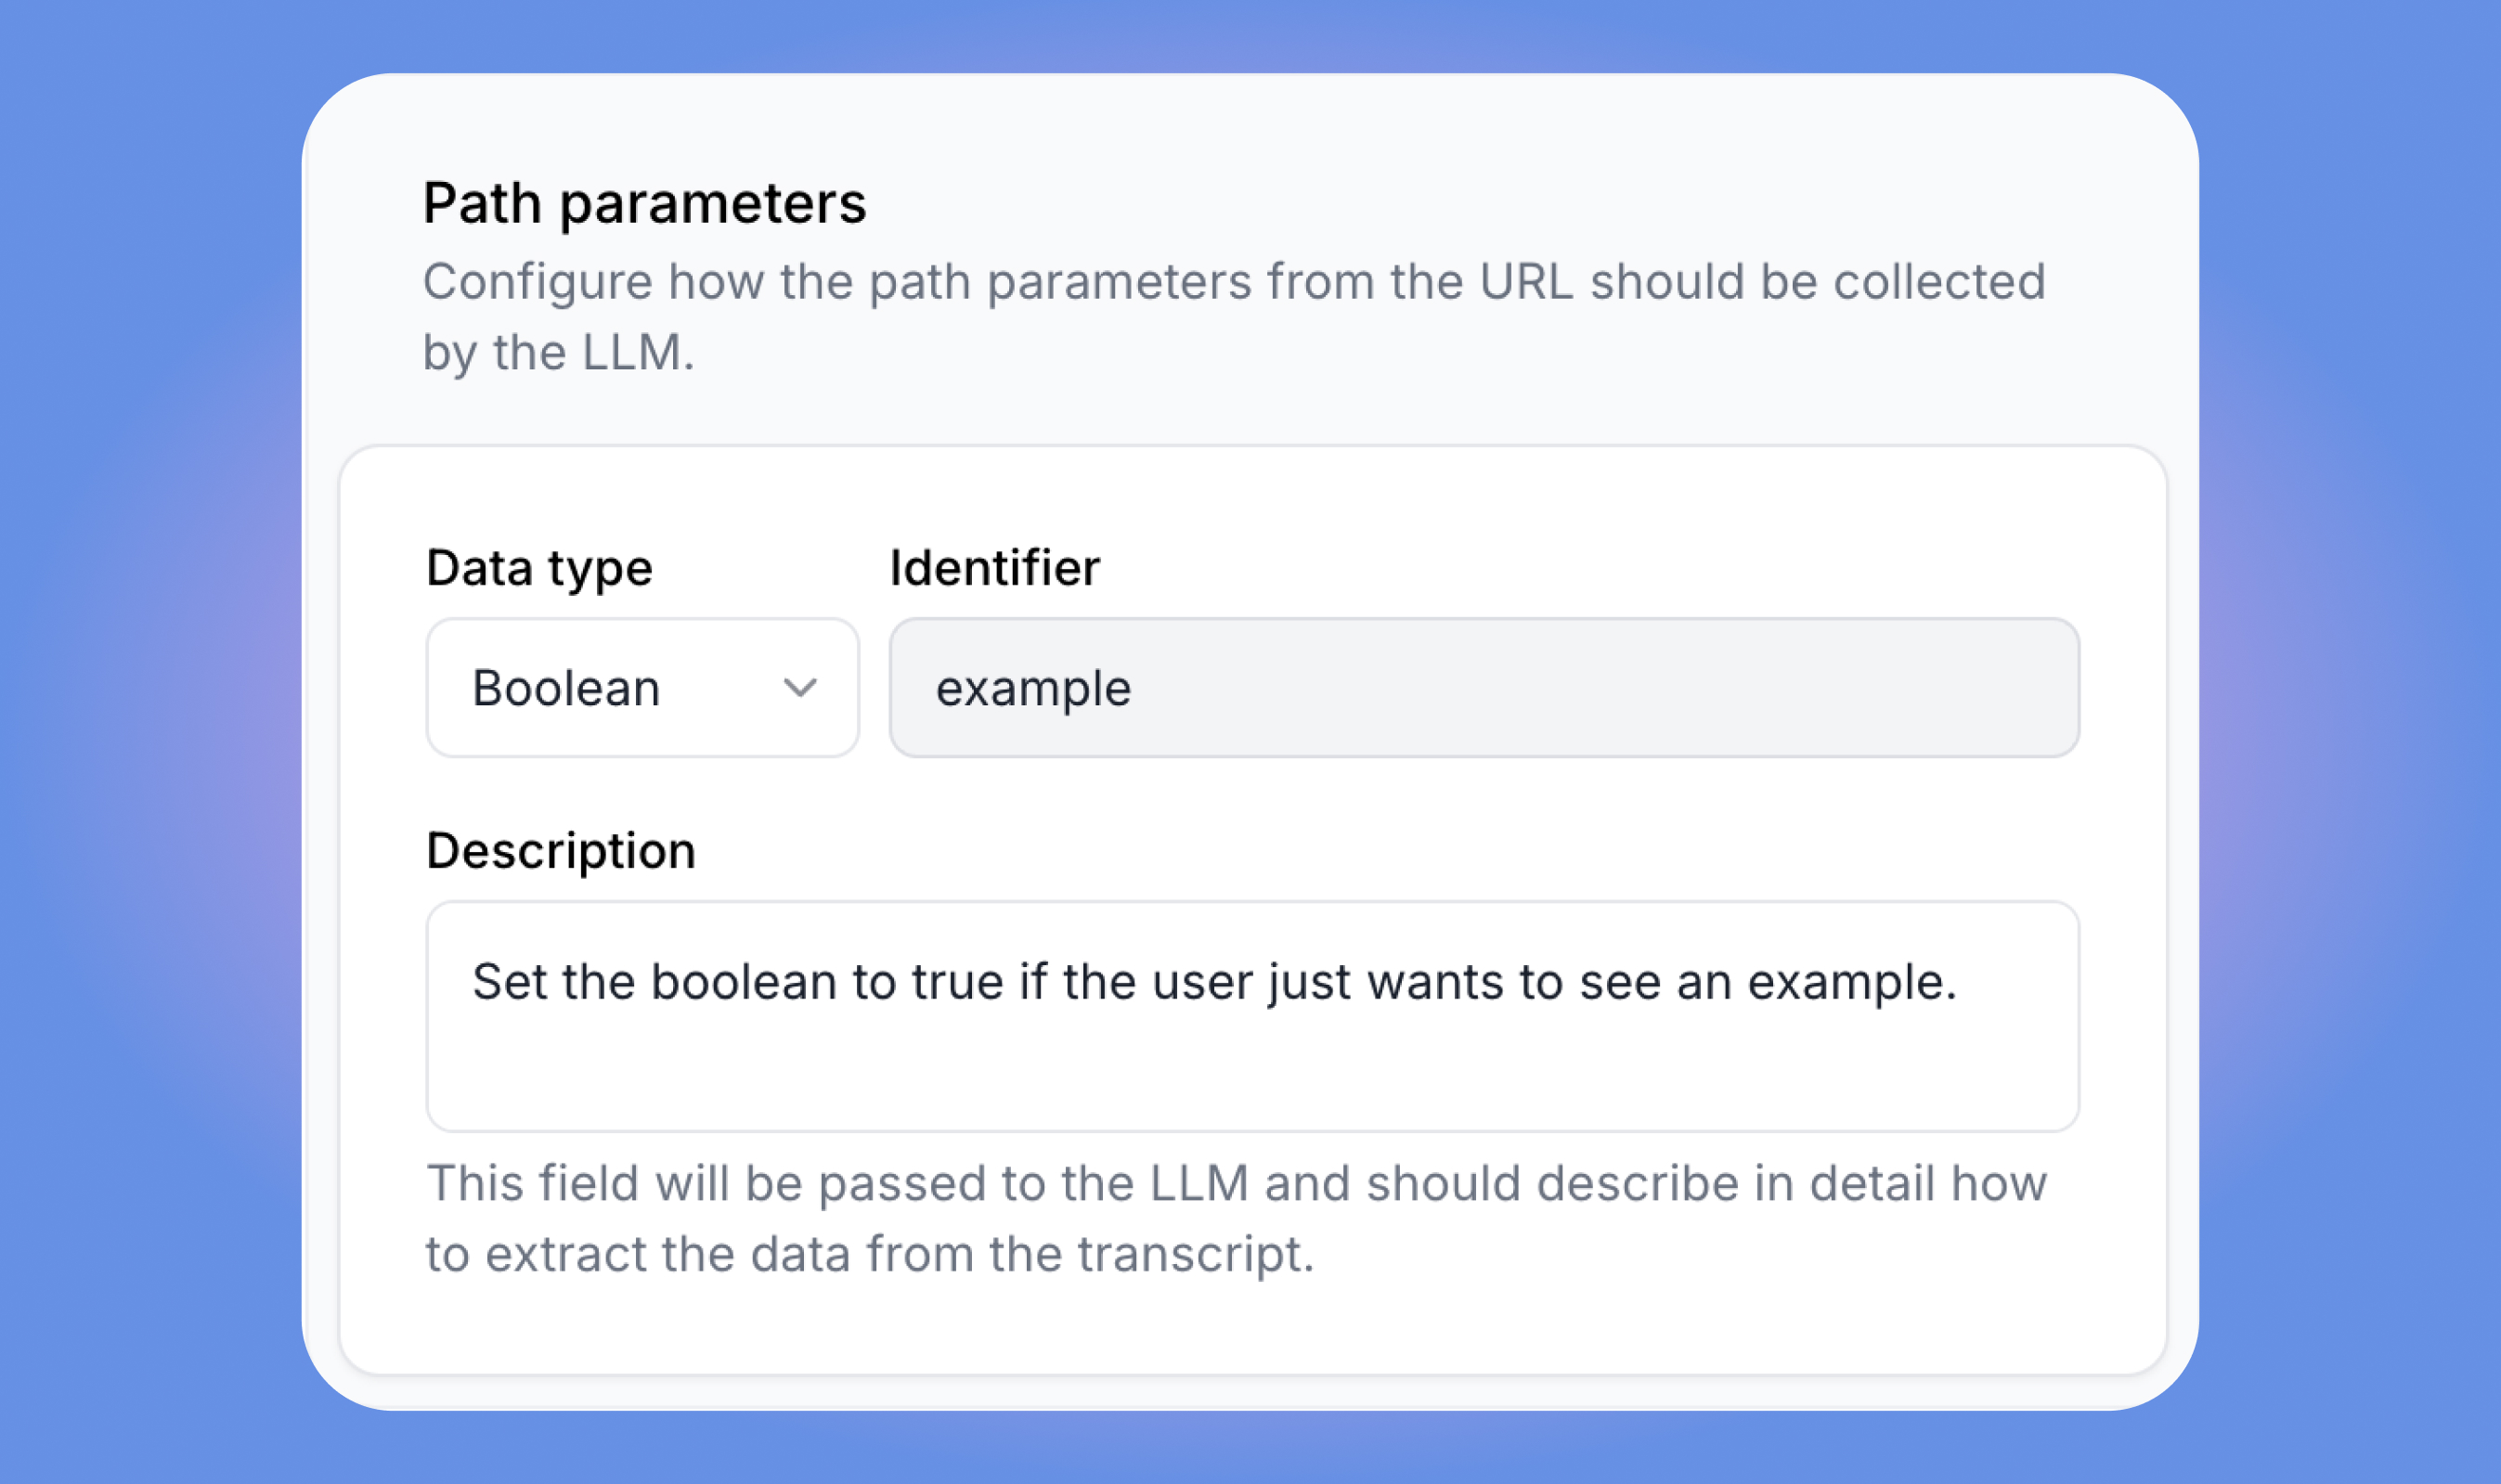 Path parameters
Configure how the path parameters from the URL should be collected
by the LLM.
Data type
Identifier
Boolean
example
Description
Set the boolean to true if the user just wants to see an example.
This field will be passed to the LLM and should describe in detail how
to extract the data from the transcript.